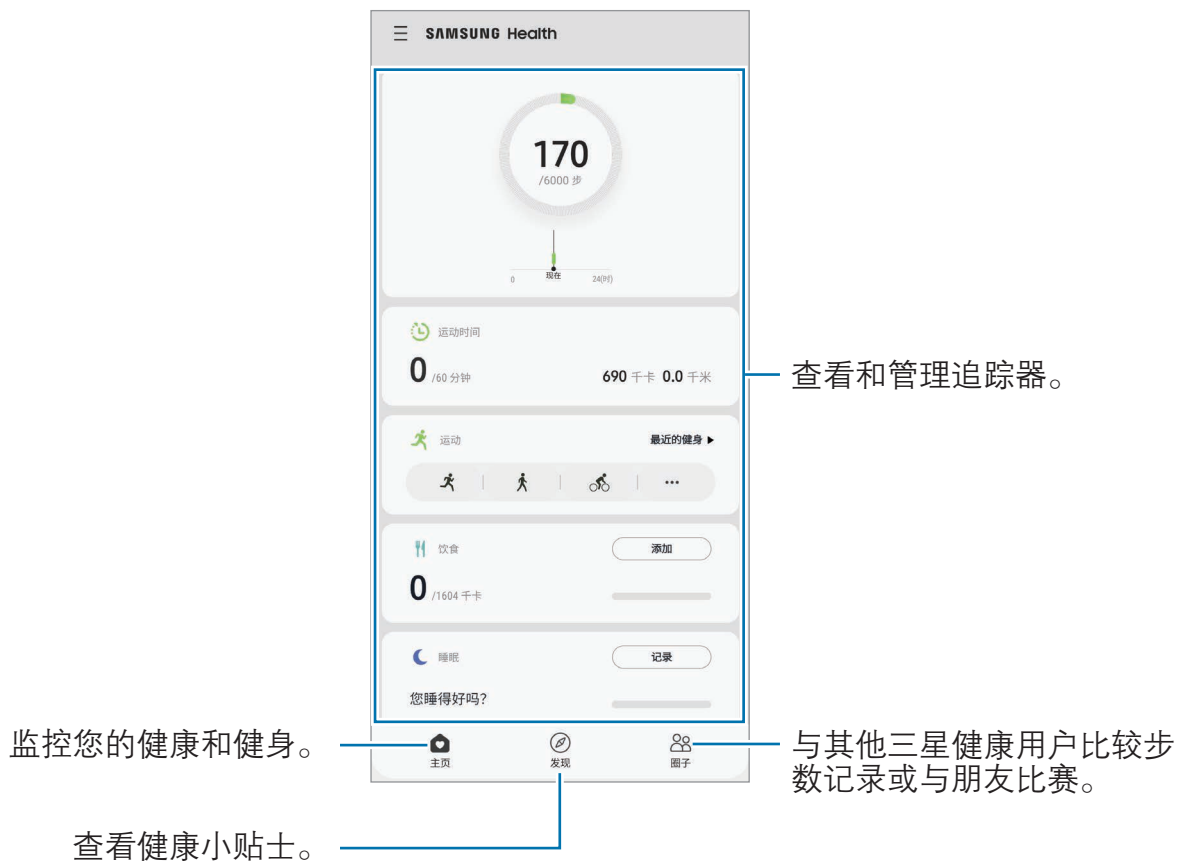 SAMSUNG Health
170
/6000 步
0 现在 24(时)
运动时间
0 /60 分钟 690 千卡 0.0 千米
查看和管理追踪器。
运动 最近的健身
饮食 添加
0 /1604 千卡
睡眠 记录
您睡得好吗?
监控您的健康和健身。
主页 发现 圈子
与其他三星健康用户比较步
数记录或与朋友比赛。
查看健康小贴士。